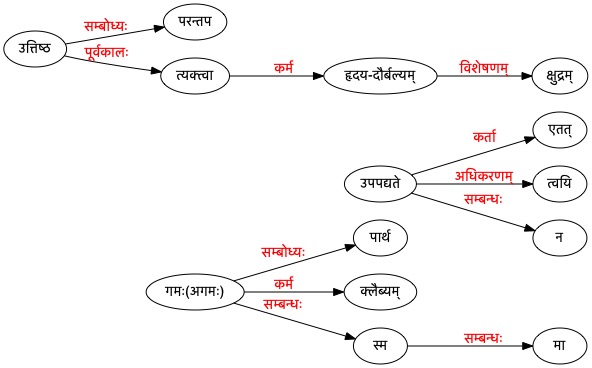 सम्बोध्यः
परन्तप
उत्तिष्ठ
पूर्वकालः
त्यक्त्वा
कर्म
हृदय-दौर्बल्यम्
विशेषणम्
क्षुद्रम्
कर्ता
एतत्
उपपद्यते
अधिकरणम्
त्वयि
सम्बन्धः
न
सम्बोध्यः
पार्थ
गमः(अगमः)
कर्म
क्लैब्यम्
सम्बन्धः
स्म
सम्बन्धः
मा